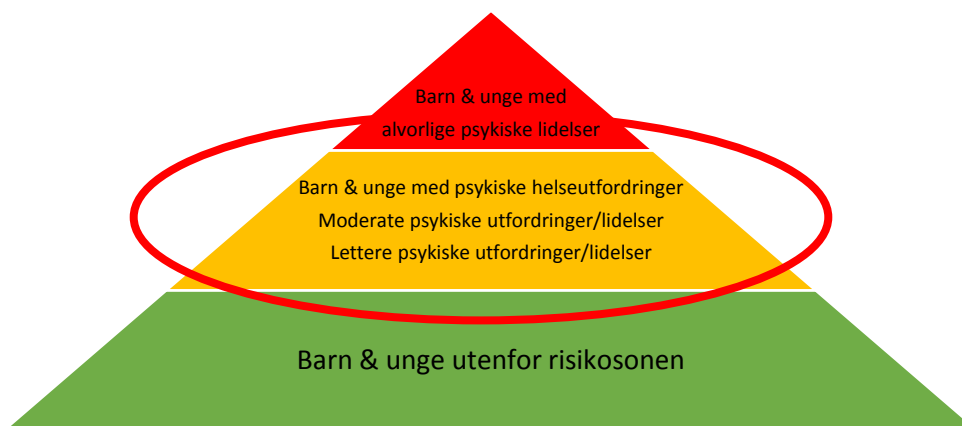 Barn & unge med
alvorlige psykiske lidelser
Barn & unge med psykiske helseutfordringer
Moderate psykiske utfordringer/lidelser
Lettere psykiske utfordringer/lidelser
Barn & unge utenfor risikosonen